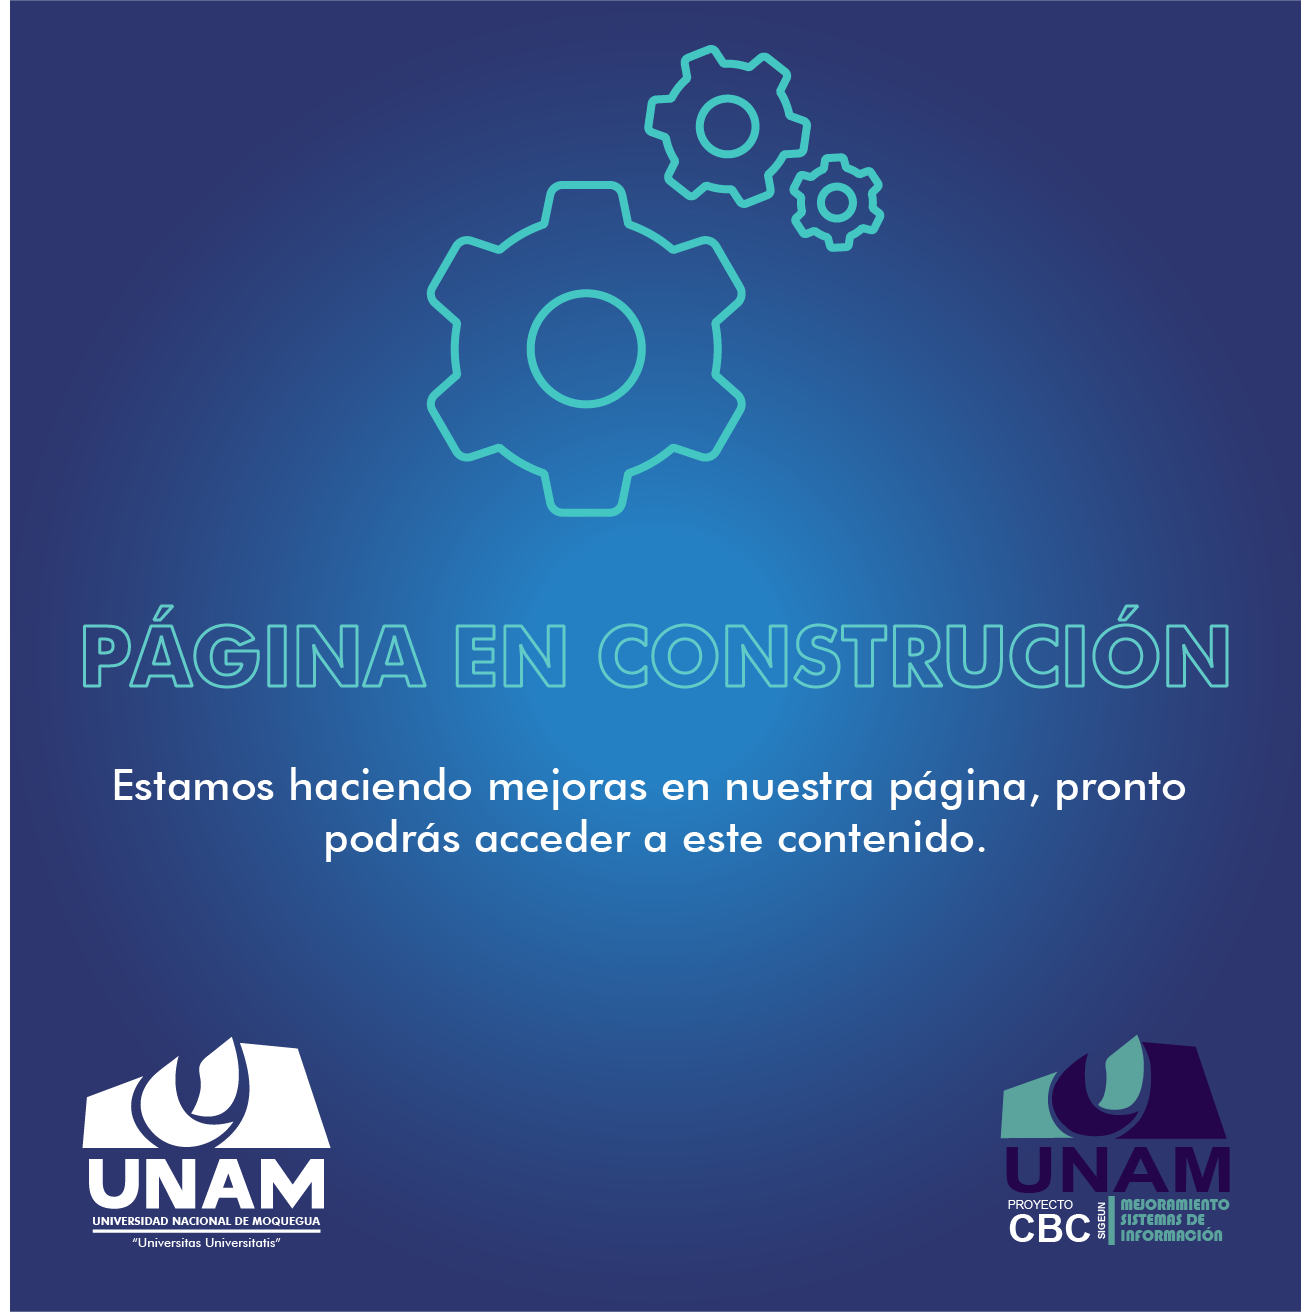 PÁGINA EN CONSTRUCIÓN
Estamos haciendo mejoras en nuestra página, pronto
podrás acceder a este contenido.
UNAM
UNIVERSIDAD NACIONAL DE MOQUEGUA
“Universitas Universitatis”
UNAM
PROYECTO
CBC
SIGEUN
MEJORAMIENTO
SISTEMAS DE
INFORMACIÓN